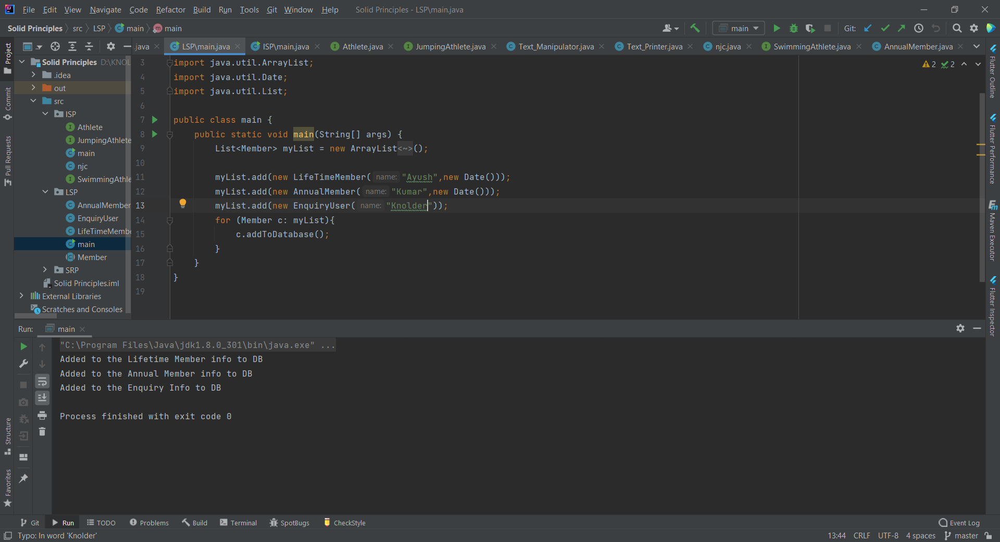 File Edit View Navigate Code Refactor Build Run Tools Git Window Help Solid Principles - LSP\main.java
Solid Principles src LSP main main
main Git:
.java LSP\main.java ISP\main.java Athlete.java JumpingAthlete.java Text_Manipulator.java Text_Printer.java njc.java SwimmingAthlete.java AnnualMember.java
Project
Commit
Pull Requests
Structure
Favorites
Solid Principles D:\KNOL
.idea
out
src
ISP
Athlete
JumpingAthlete
main
njc
SwimmingAthle
LSP
AnnualMember
EnquiryUser
LifeTimeMembe
main
Member
SRP
Solid Principles.iml
External Libraries
Scratches and Consoles
3 import java.util.ArrayList;
4 import java.util.Date;
5 import java.util.List;
6
7 public class main {
8 public static void main(String[] args) {
9 List<Member> myList = new ArrayList<~>();
10
11 myList.add(new LifeTimeMember( name: "Ayush",new Date()));
12 myList.add(new AnnualMember( name: "Kumar",new Date()));
13 myList.add(new EnquiryUser( name: "Knolder"));
14 for (Member c: myList){
15 c.addToDatabase();
16 }
17 }
18 }
19
2 2
Flutter Outline
Flutter Performance
Maven Executor
Flutter Inspector
Run: main
"C:\Program Files\Java\jdk1.8.0_301\bin\java.exe" ...
Added to the Lifetime Member info to DB
Added to the Annual Member info to DB
Added to the Enquiry Info to DB
Process finished with exit code 0
Git Run TODO Problems Build Terminal SpotBugs CheckStyle Event Log
Typo: In word 'Knolder' 13:44 CRLF UTF-8 4 spaces master